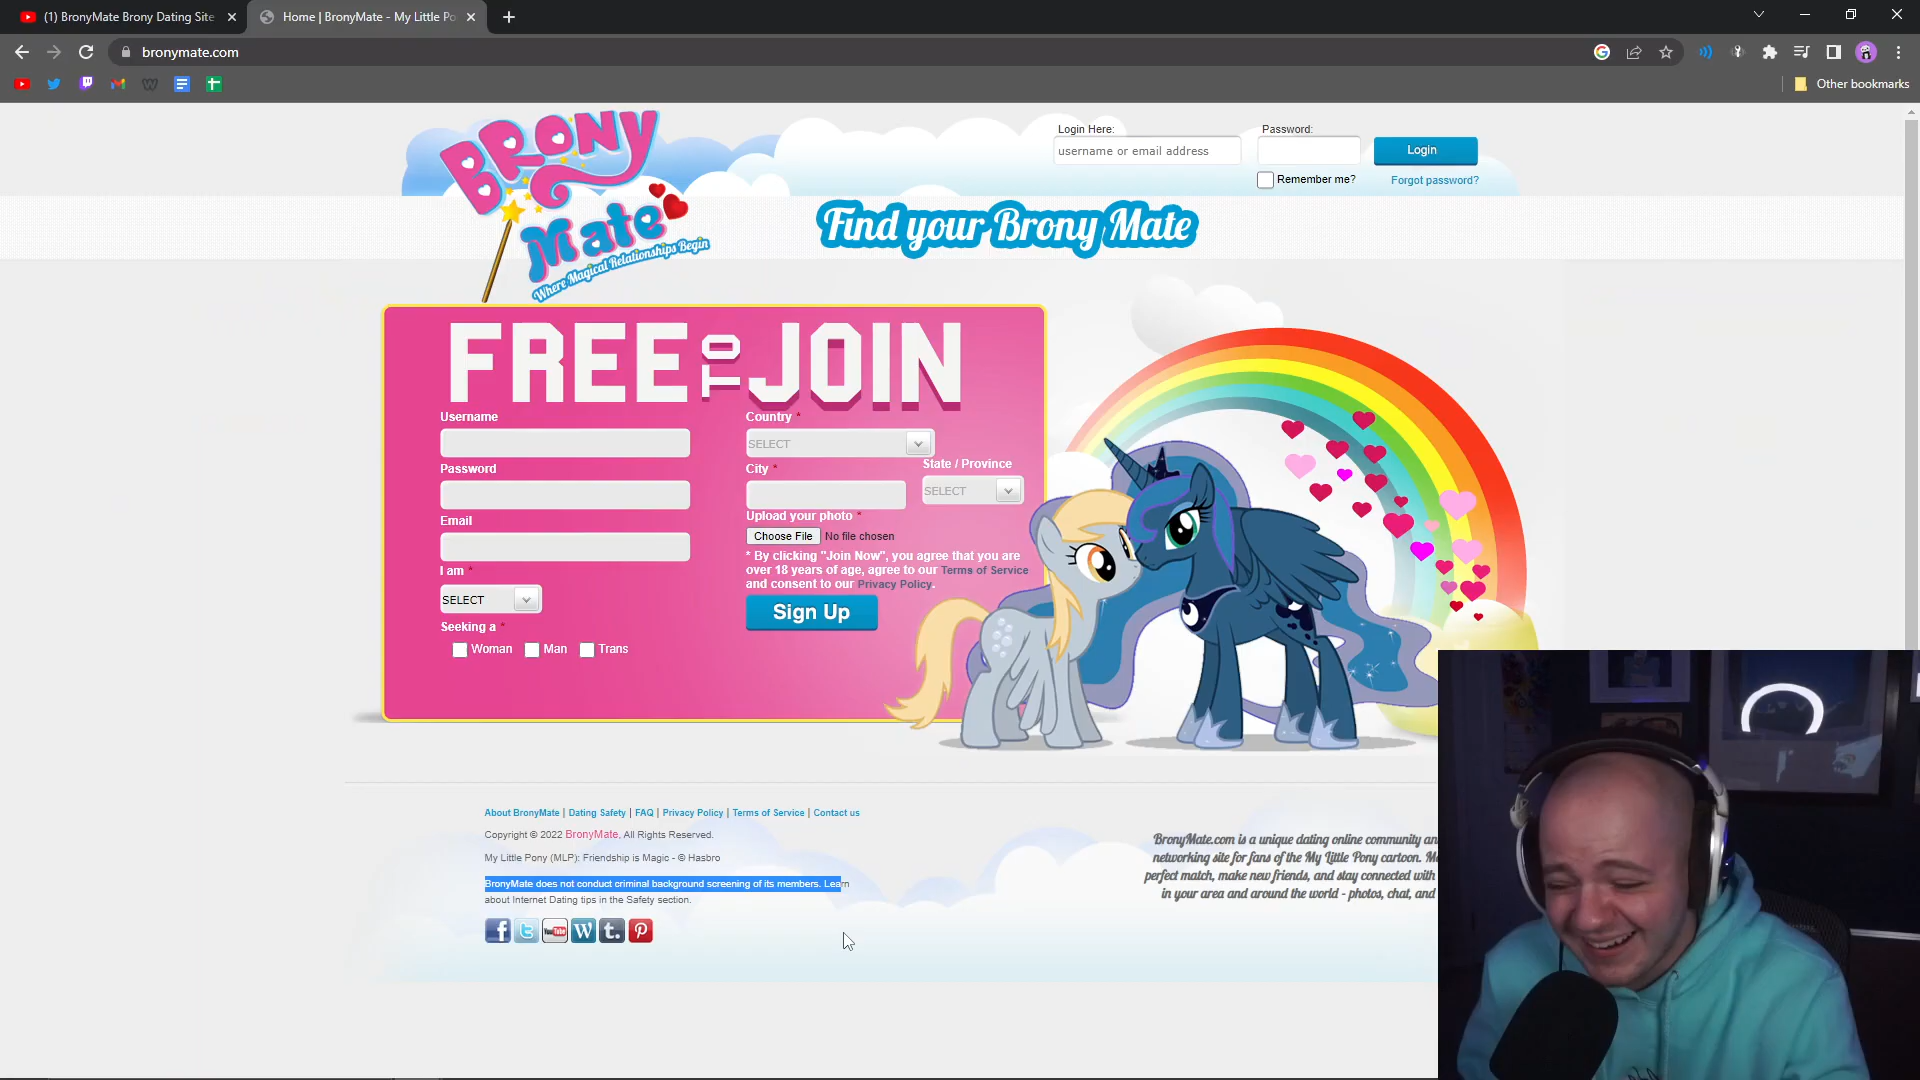 (1) BronyMate Brony Dating Site
Home | BronyMate - My Little Po
bronymate.com
Other bookmarks
BRony
Mate
Where Magical Relationships Begin
Login Here:
Password:
username or email address
Login
Remember me?
Forgot password?
Find your Brony Mate
FREE TO JOIN
Username
Country *
SELECT
Password
City *
State / Province
SELECT
Email
Upload your photo *
Choose File No file chosen
I am *
* By clicking "Join Now", you agree that you are
over 18 years of age, agree to our Terms of Service
and consent to our Privacy Policy.
SELECT
Sign Up
Seeking a *
Woman Man Trans
About BronyMate | Dating Safety | FAQ | Privacy Policy | Terms of Service | Contact us
Copyright © 2022 BronyMate, All Rights Reserved.
My Little Pony (MLP): Friendship is Magic - © Hasbro
BronyMate does not conduct criminal background screening of its members. Learn
about Internet Dating tips in the Safety section.
BronyMate.com is a unique dating online community an
networking site for fans of the My Little Pony cartoon. M
perfect match, make new friends, and stay connected with
in your area and around the world - photos, chat, and
f t You Tube W t. P